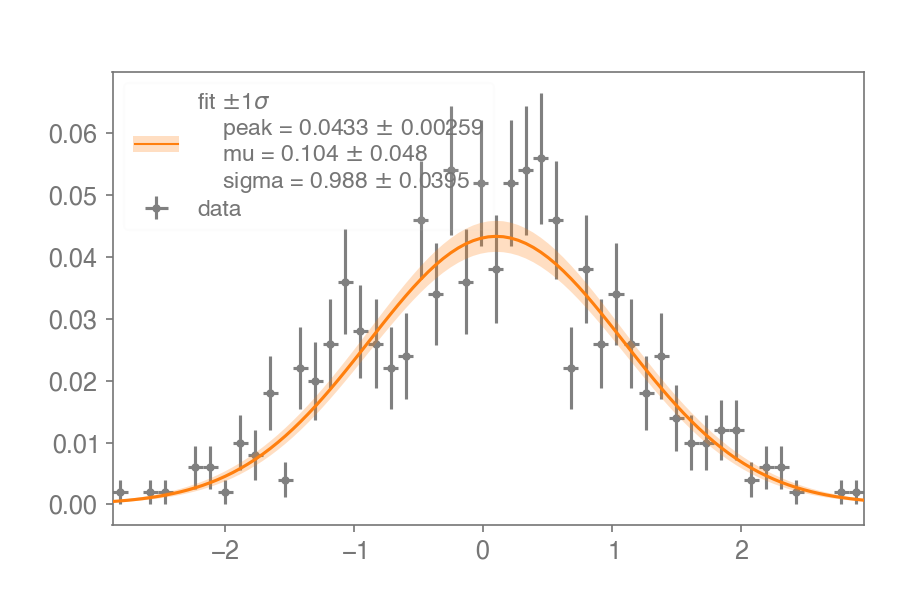 fit ±1σ
peak = 0.0433 ± 0.00259
mu = 0.104 ± 0.048
sigma = 0.988 ± 0.0395
data
0.06
0.05
0.04
0.03
0.02
0.01
0.00
−2
−1
0
1
2